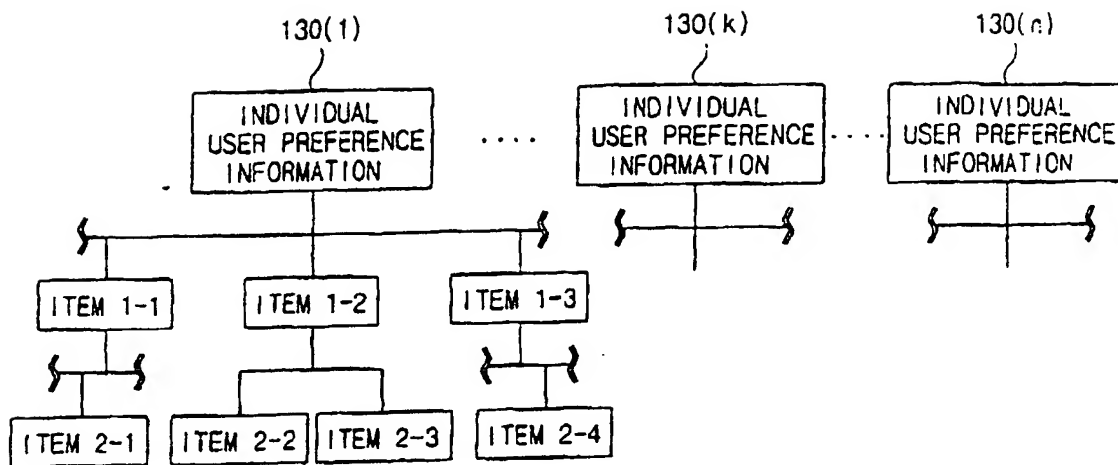 130(1) 130(k) 130(n)
INDIVIDUAL USER PREFERENCE INFORMATION
....
INDIVIDUAL USER PREFERENCE INFORMATION
....
INDIVIDUAL USER PREFERENCE INFORMATION
ITEM 1-1 ITEM 1-2 ITEM 1-3
ITEM 2-1 ITEM 2-2 ITEM 2-3 ITEM 2-4